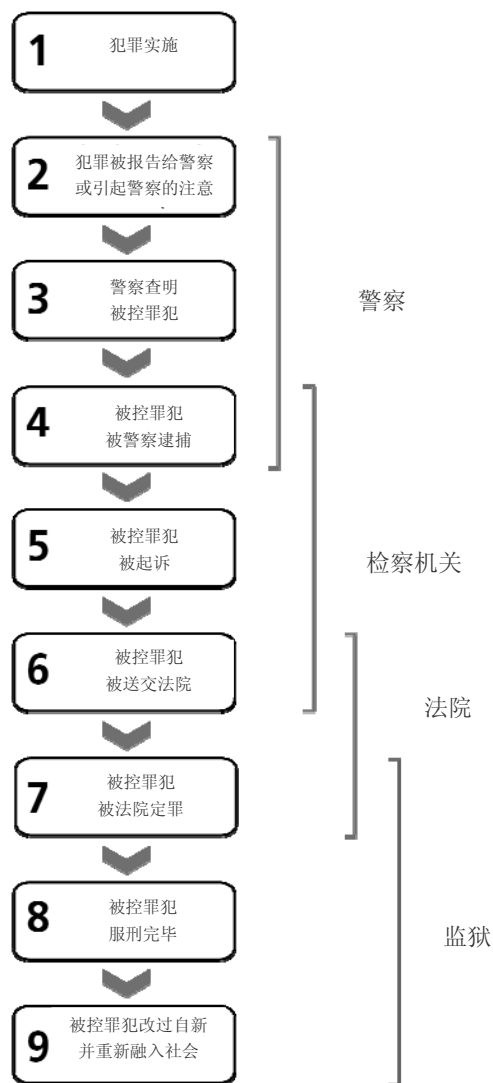 1
犯罪实施
2
犯罪被报告给警察
或引起警察的注意
3
警察查明
被控罪犯
警察
4
被控罪犯
被警察逮捕
5
被控罪犯
被起诉
检察机关
6
被控罪犯
被送交法院
法院
7
被控罪犯
被法院定罪
8
被控罪犯
服刑完毕
监狱
9
被控罪犯改过自新
并重新融入社会